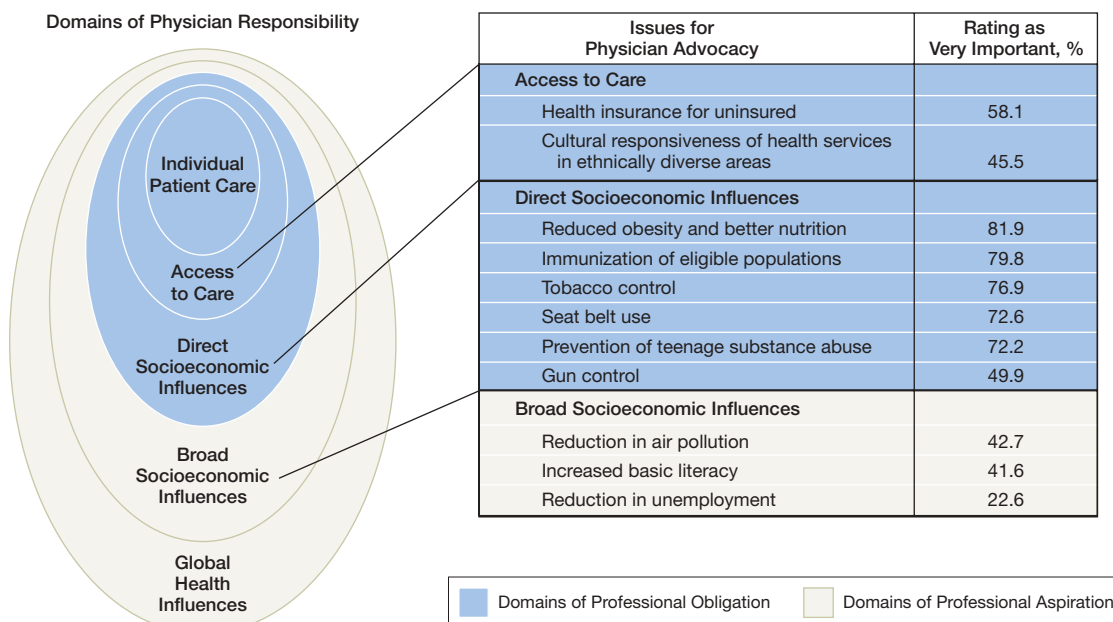 Domains of Physician Responsibility
Individual
Patient Care
Access
to Care
Direct
Socioeconomic
Influences
Broad
Socioeconomic
Influences
Global
Health
Influences
Issues for
Physician Advocacy
Rating as
Very Important, %
Access to Care
Health insurance for uninsured 58.1
Cultural responsiveness of health services
in ethnically diverse areas 45.5
Direct Socioeconomic Influences
Reduced obesity and better nutrition 81.9
Immunization of eligible populations 79.8
Tobacco control 76.9
Seat belt use 72.6
Prevention of teenage substance abuse 72.2
Gun control 49.9
Broad Socioeconomic Influences
Reduction in air pollution 42.7
Increased basic literacy 41.6
Reduction in unemployment 22.6
Domains of Professional Obligation
Domains of Professional Aspiration